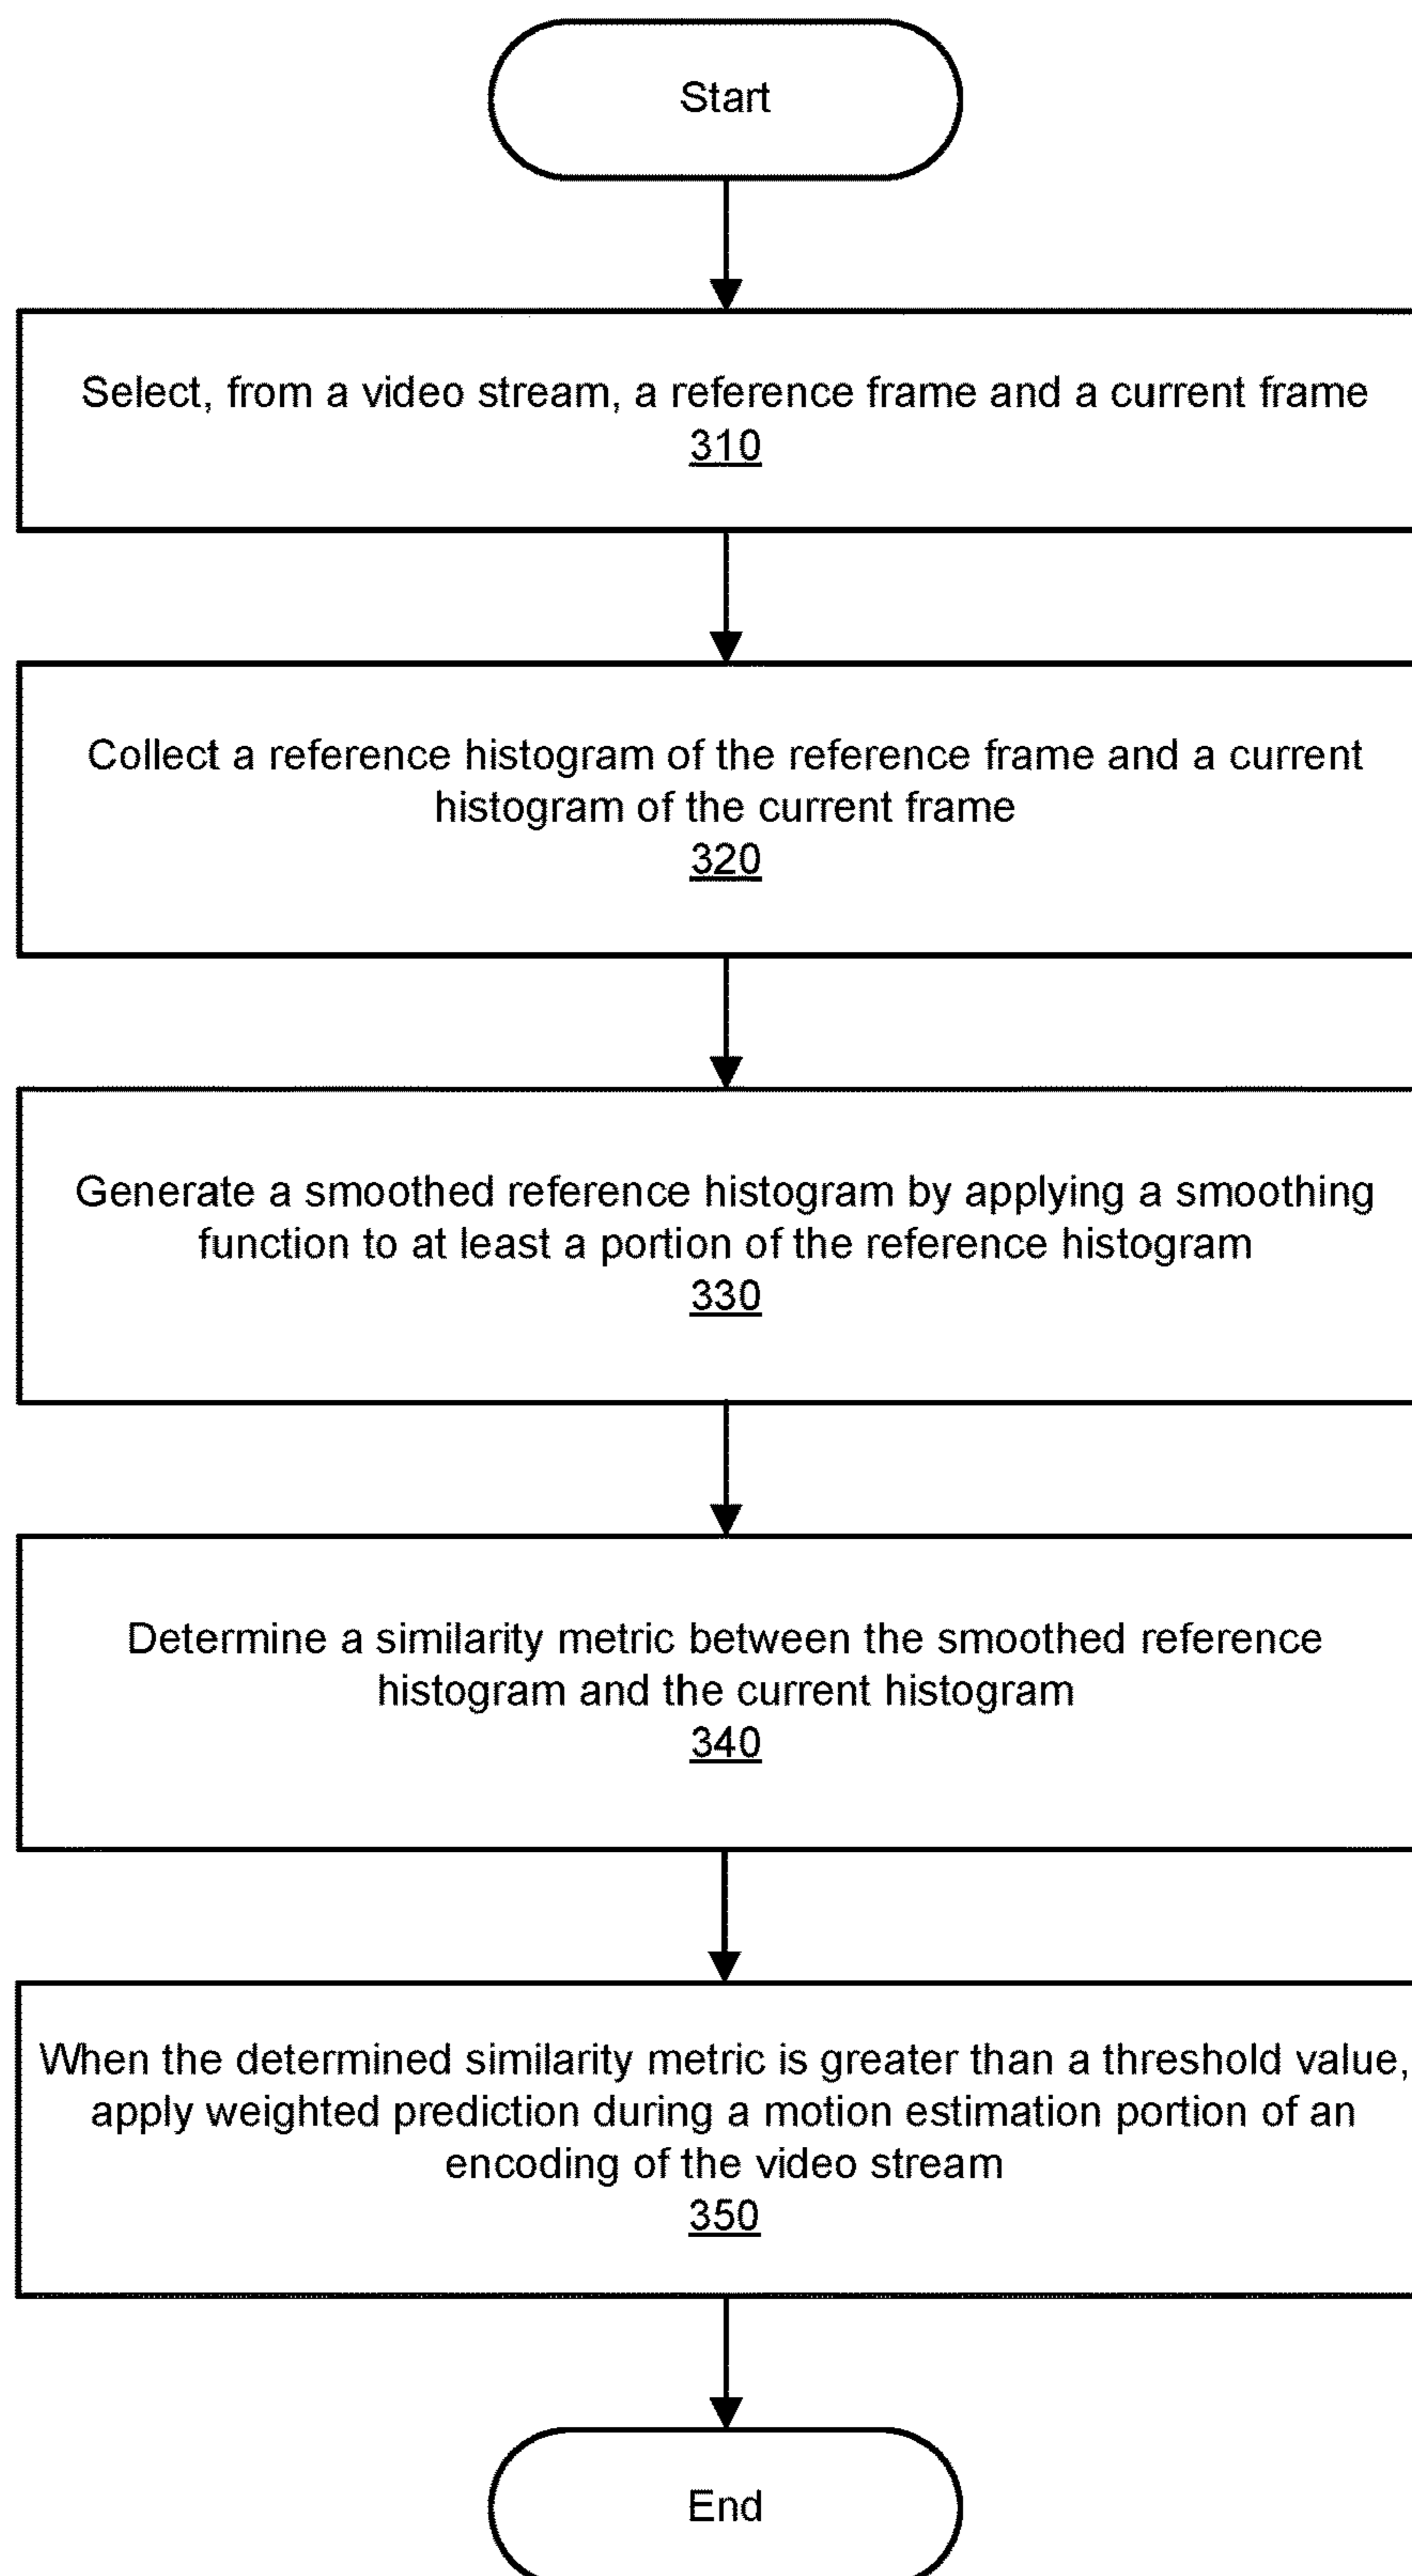 Start
Select, from a video stream, a reference frame and a current frame
310
Collect a reference histogram of the reference frame and a current
histogram of the current frame
320
Generate a smoothed reference histogram by applying a smoothing
function to at least a portion of the reference histogram
330
Determine a similarity metric between the smoothed reference
histogram and the current histogram
340
When the determined similarity metric is greater than a threshold value,
apply weighted prediction during a motion estimation portion of an
encoding of the video stream
350
End